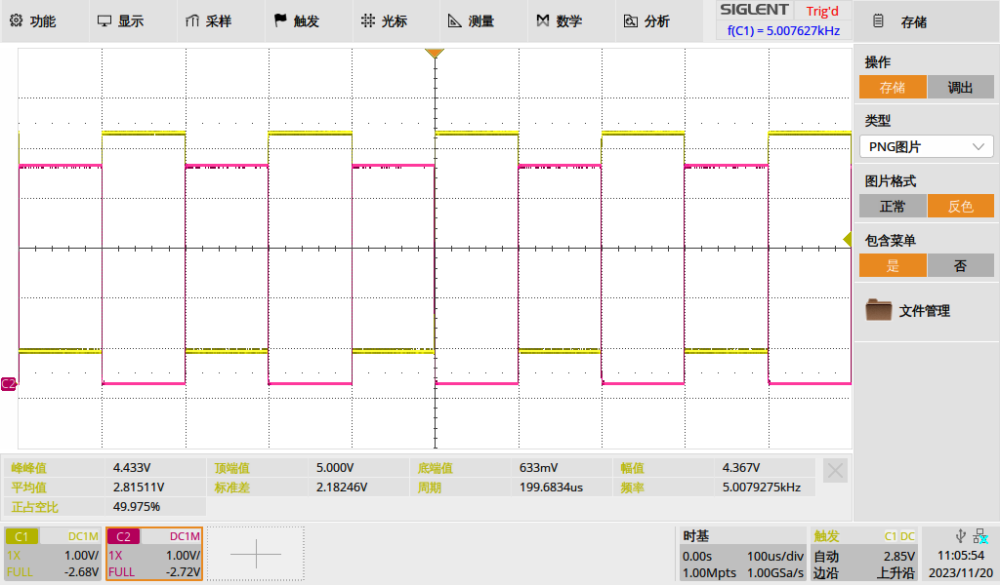 功能 显示 采样 触发 光标 测量 数学 分析 SIGLENT Trig'd 存储
f(C1) = 5.007627kHz
操作
存储 调出
类型
PNG图片
图片格式
正常 反色
包含菜单
是 否
文件管理
C2
峰峰值 4.433V 顶端值 5.000V 底端值 633mV 幅值 4.367V
平均值 2.81511V 标准差 2.18246V 周期 199.6834us 频率 5.0079275kHz
正占空比 49.975%
C1 DC1M C2 DC1M 时基 触发 C1 DC
1X 1.00V/ 1X 1.00V/ 0.00s 100us/div 自动 2.85V 11:05:54
FULL -2.68V FULL -2.72V 1.00Mpts 1.00GSa/s 边沿 上升沿 2023/11/20